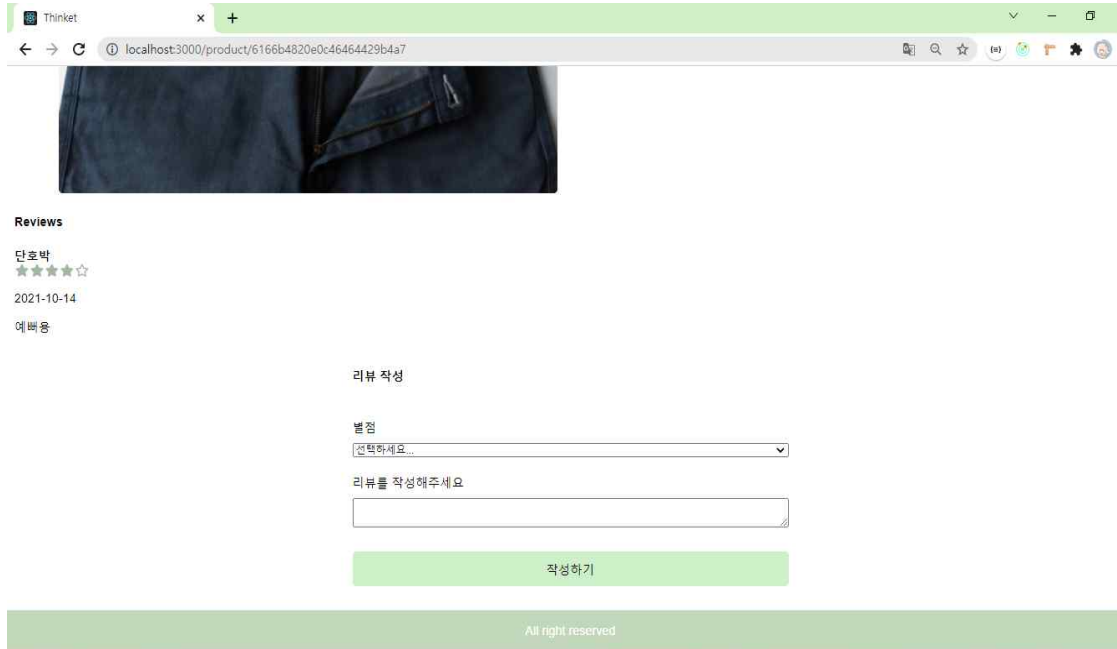 Thinket
localhost:3000/product/6166b4820e0c46464429b4a7
Reviews
단호박
2021-10-14
예뻐용
리뷰 작성
별점
선택하세요...
리뷰를 작성해주세요
작성하기
All right reserved